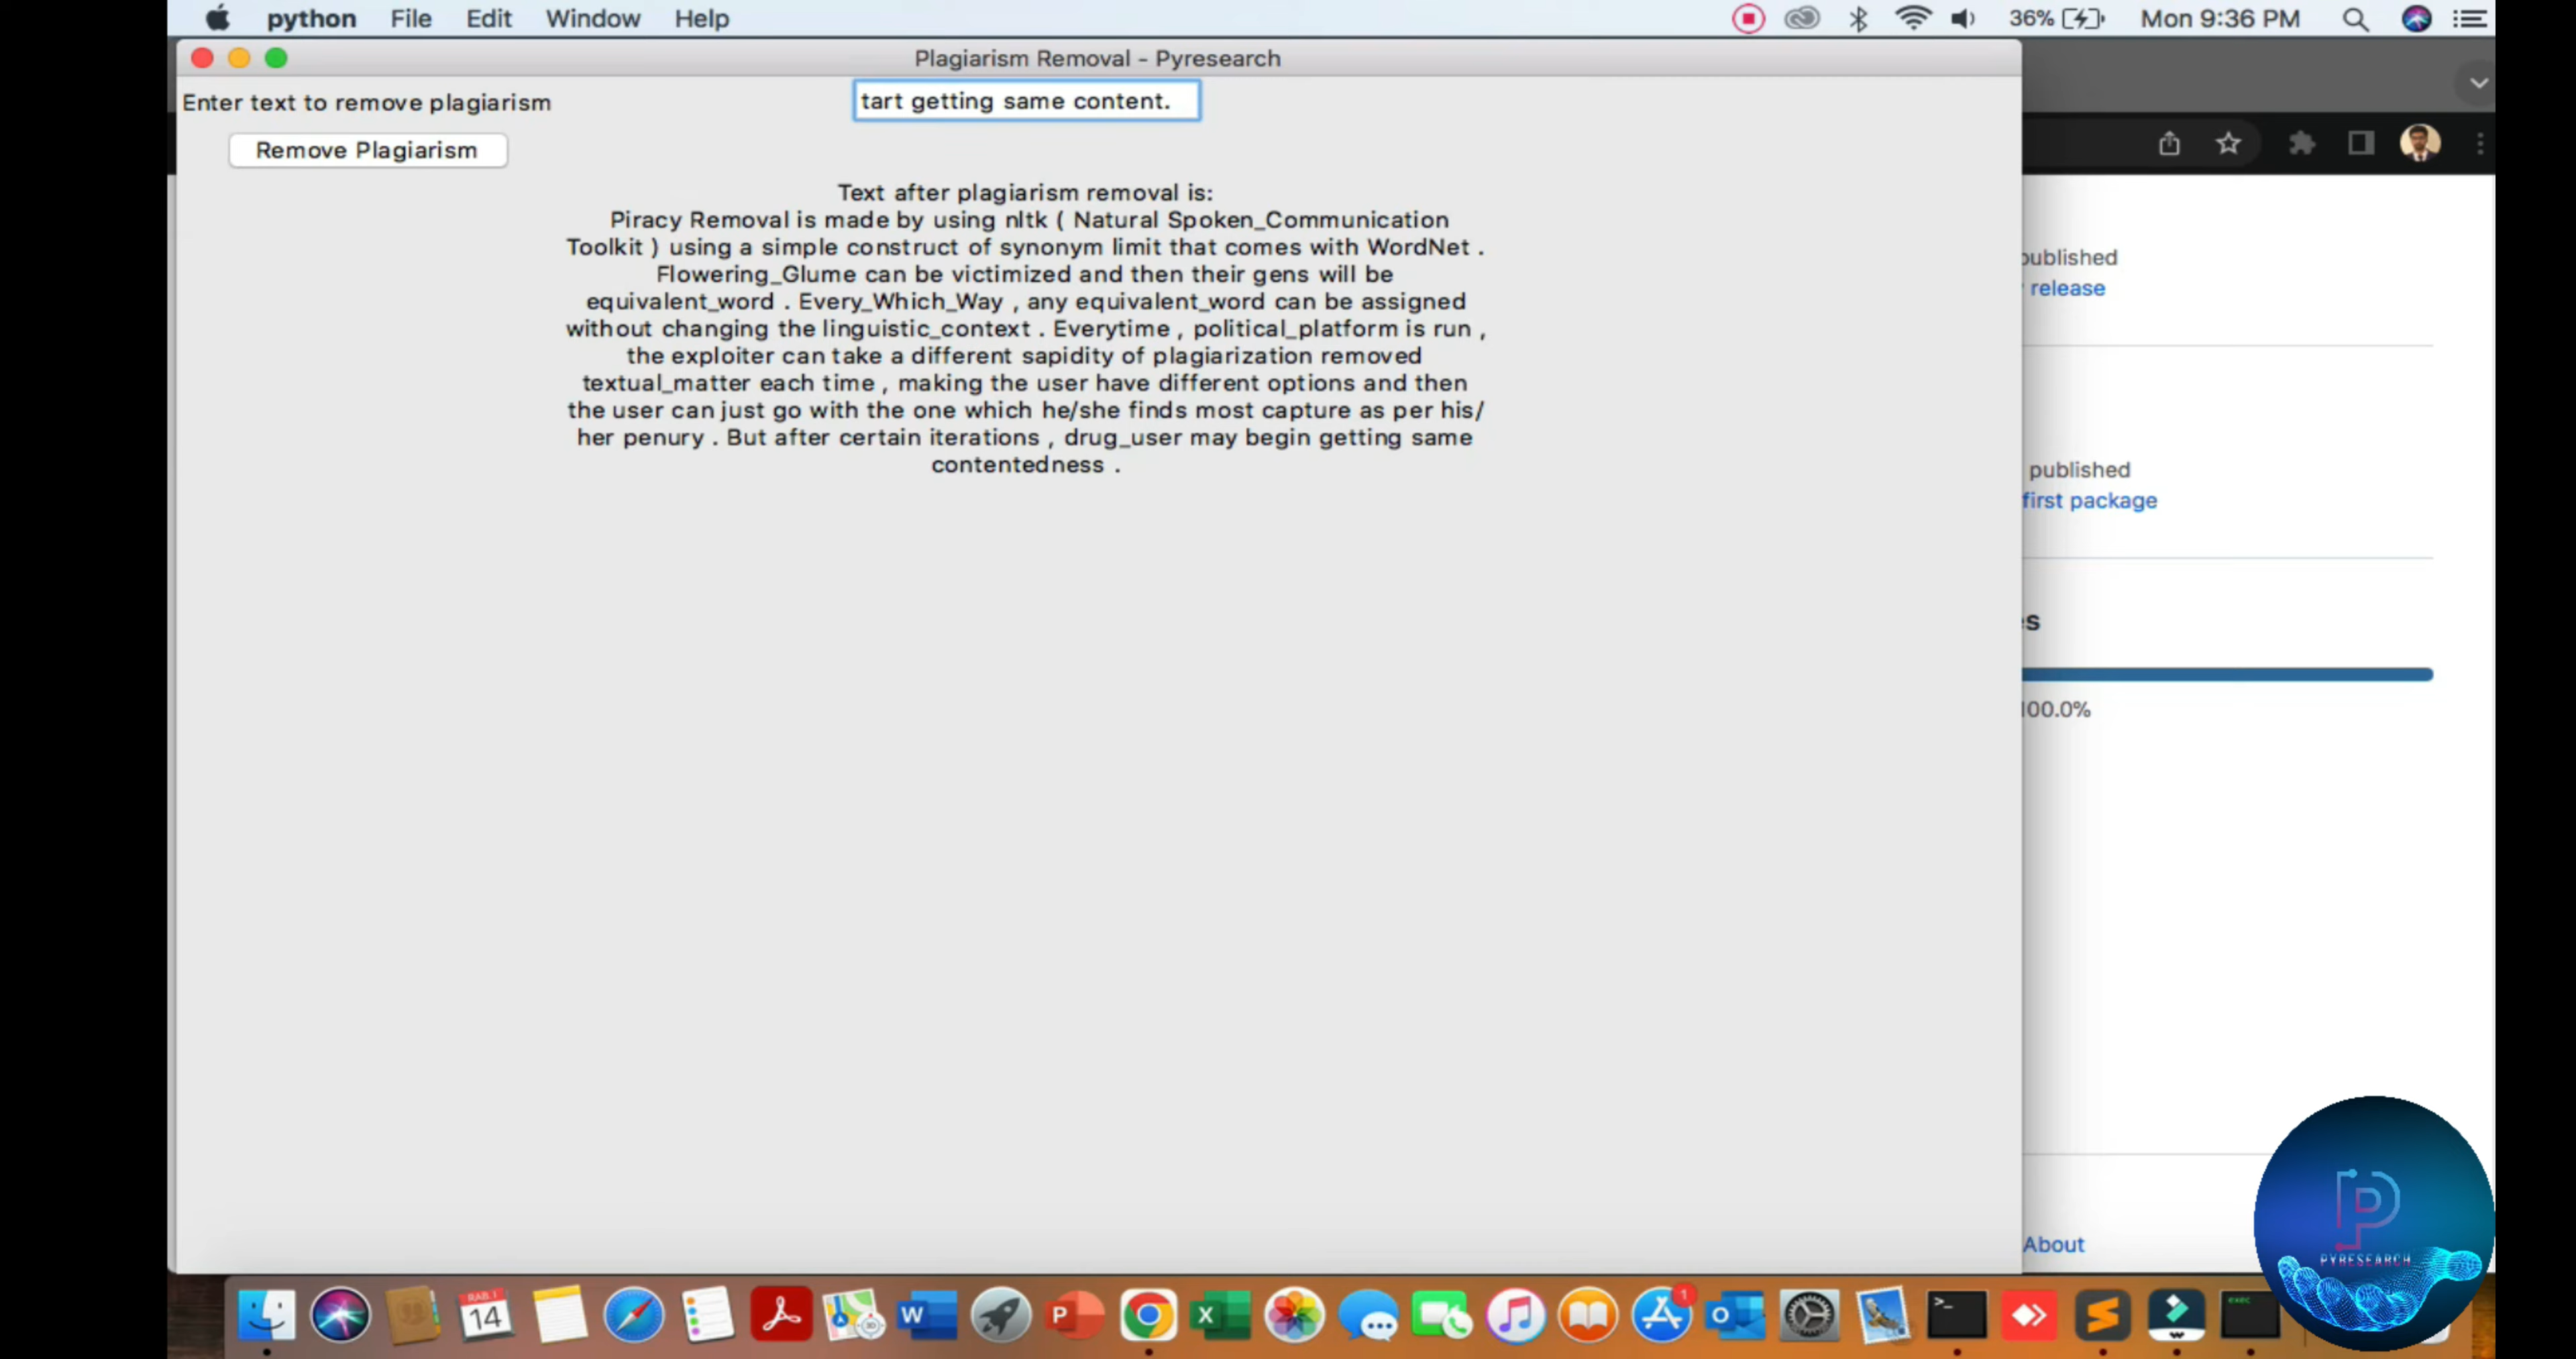 python File Edit Window Help 36% Mon 9:36 PM
Plagiarism Removal - Pyresearch
Enter text to remove plagiarism tart getting same content.
Remove Plagiarism
Text after plagiarism removal is:
Piracy Removal is made by using nltk ( Natural Spoken_Communication
Toolkit ) using a simple construct of synonym limit that comes with WordNet .
Flowering_Glume can be victimized and then their gens will be
equivalent_word . Every_Which_Way , any equivalent_word can be assigned
without changing the linguistic_context . Everytime , political_platform is run ,
the exploiter can take a different sapidity of plagiarization removed
textual_matter each time , making the user have different options and then
the user can just go with the one which he/she finds most capture as per his/
her penury . But after certain iterations , drug_user may begin getting same
contentedness .
published
release
published
first package
es
100.0%
About
PYRESEARCH
RAB. I
14
W
P
X
1
O
>_
exec